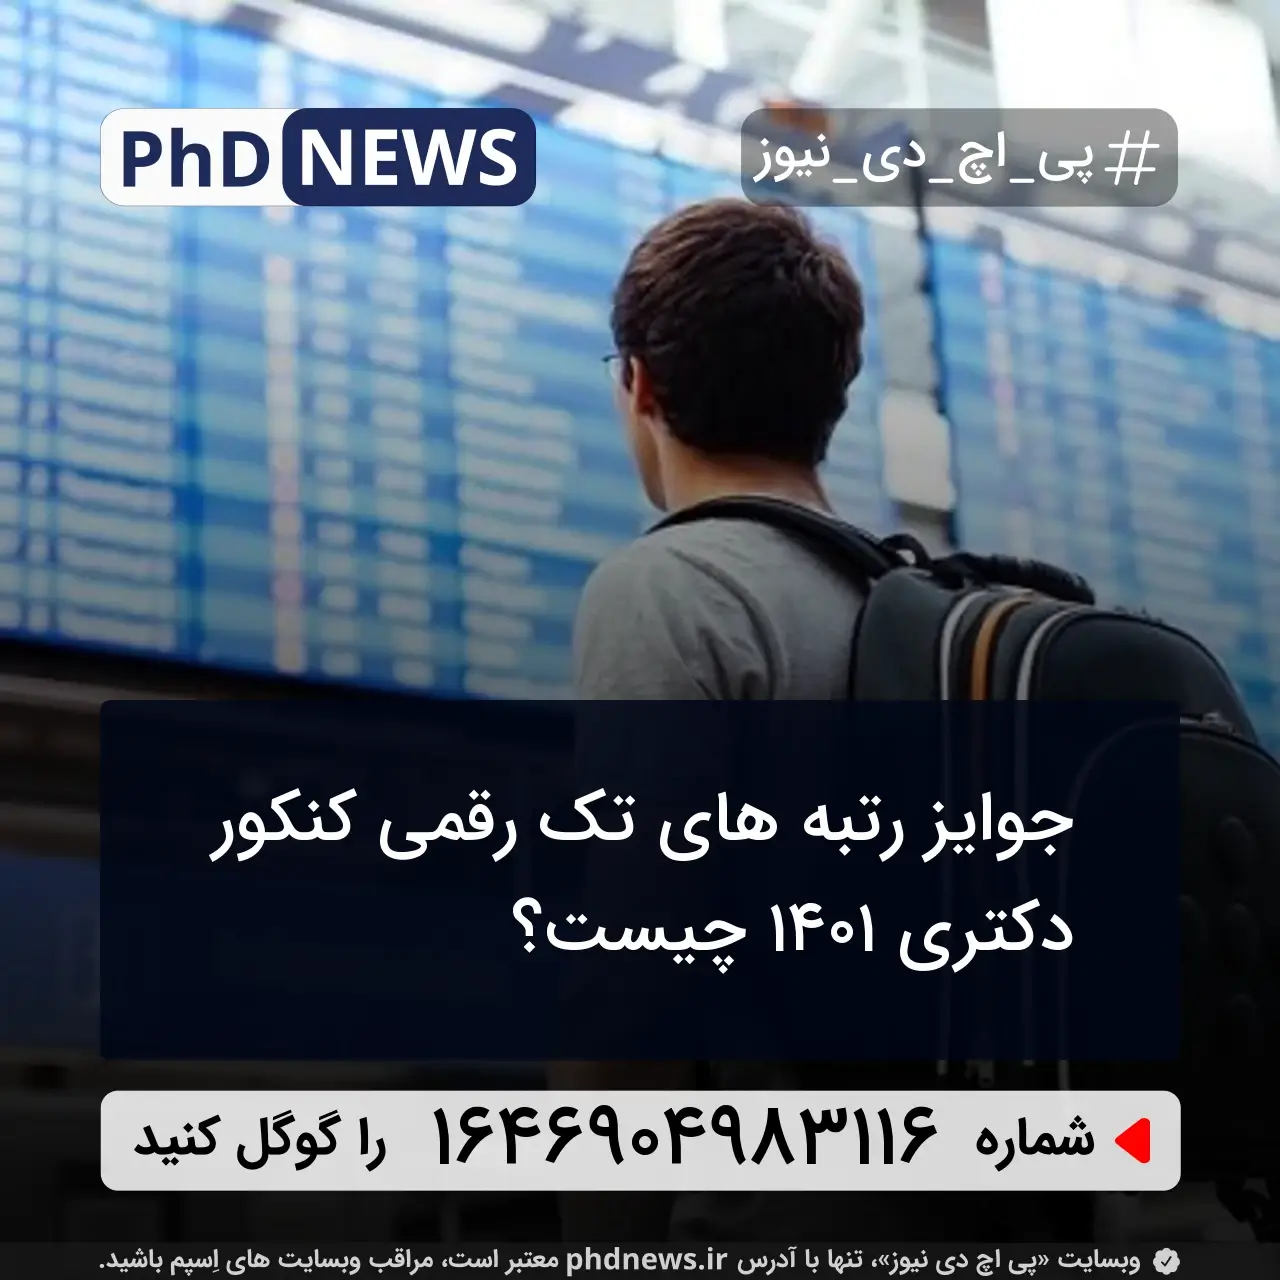 PhD NEWS
#پی_اچ_دی_نیوز
جوایز رتبه های تک رقمی کنکور
دکتری ۱۴۰۱ چیست؟
شماره ۱۶۴۶۹۰۴۹۸۳۱۱۶ را گوگل کنید
وبسایت «پی اچ دی نیوز»، تنها با آدرس phdnews.ir معتبر است، مراقب وبسایت های اِسپم باشید.